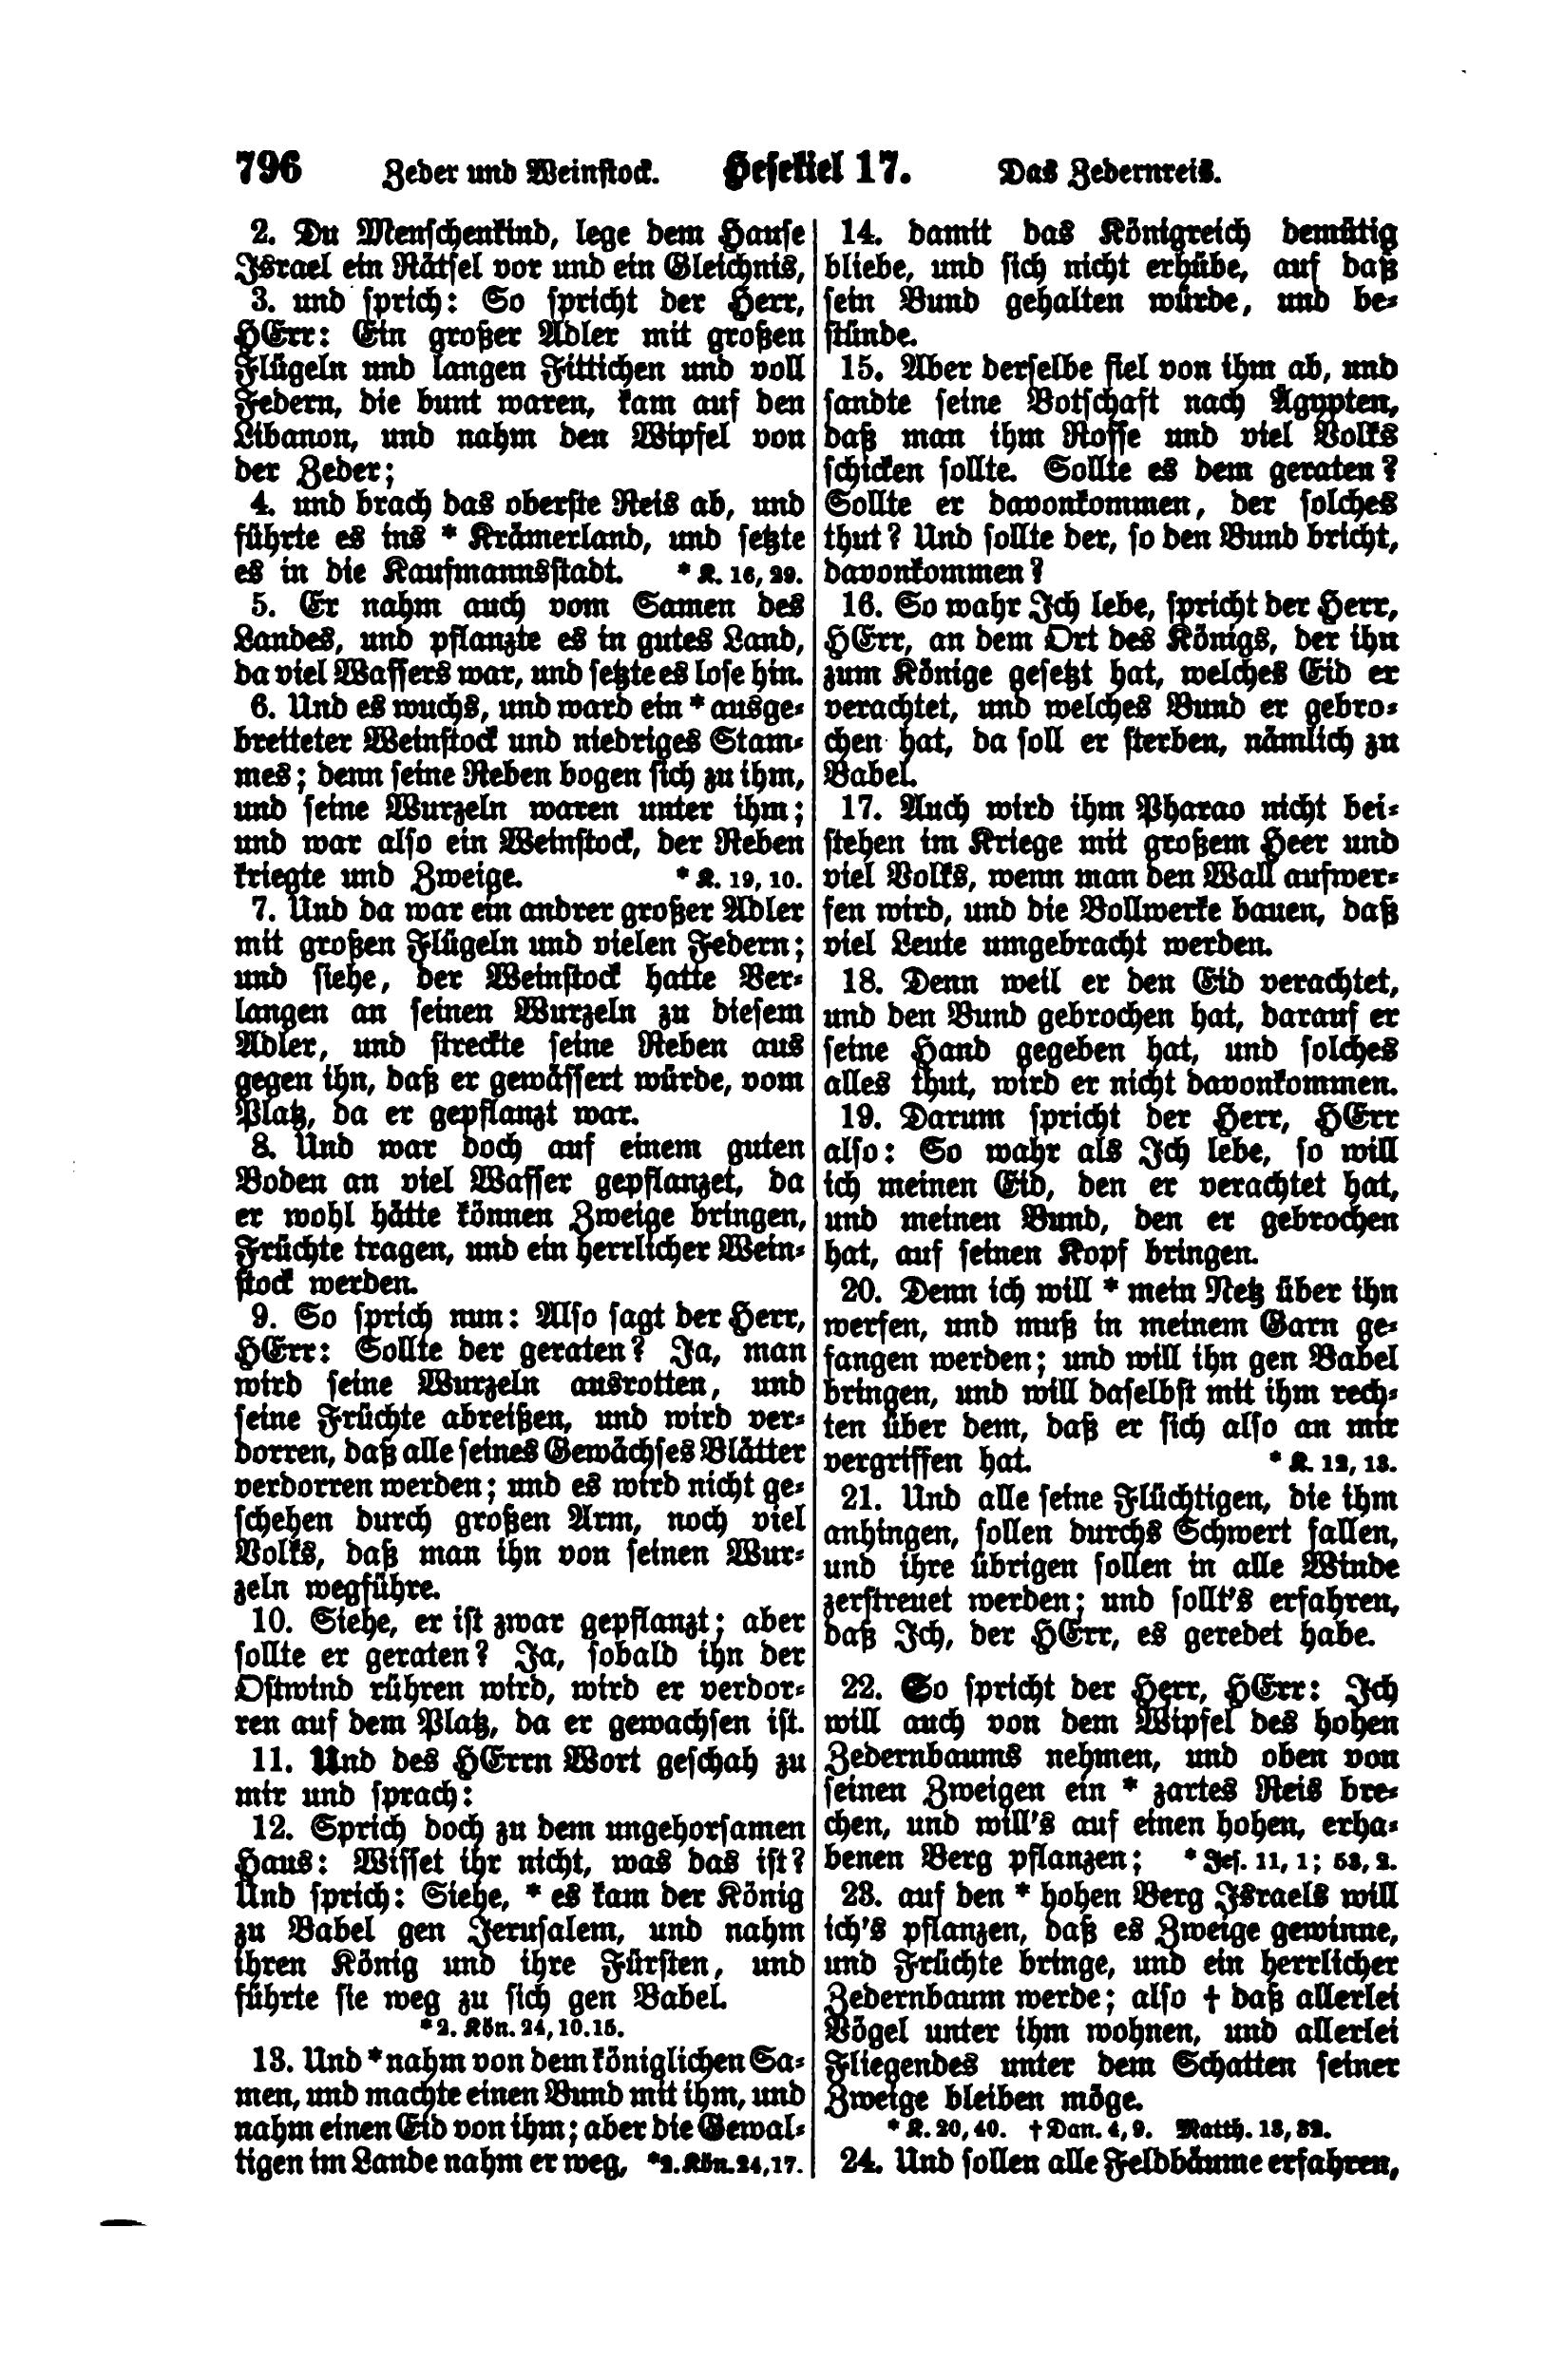 796 Zeder und Weinstock. Hesekiel 17. Das Zedernreis.
2. Du Menschenkind, lege dem Hause
Israel ein Rätsel vor und ein Gleichnis,
3. und sprich: So spricht der Herr,
HErr: Ein großer Adler mit großen
Flügeln und langen Fittichen und voll
Federn, die bunt waren, kam auf den
Libanon, und nahm den Wipfel von
der Zeder;
4. und brach das oberste Reis ab, und
führte es ins * Krämerland, und setzte
es in die Kaufmannsstadt. * K. 16, 29.
5. Er nahm auch vom Samen des
Landes, und pflanzte es in gutes Land,
da viel Wassers war, und setzte es lose hin.
6. Und es wuchs, und ward ein * ausge-
breiteter Weinstock und niedriges Stam-
mes; denn seine Reben bogen sich zu ihm,
und seine Wurzeln waren unter ihm;
und war also ein Weinstock, der Reben
kriegte und Zweige. * K. 19, 10.
7. Und da war ein andrer großer Adler
mit großen Flügeln und vielen Federn;
und siehe, der Weinstock hatte Ver-
langen an seinen Wurzeln zu diesem
Adler, und streckte seine Reben aus
gegen ihn, daß er gewässert würde, vom
Platz, da er gepflanzt war.
8. Und war doch auf einem guten
Boden an viel Wasser gepflanzet, da
er wohl hätte können Zweige bringen,
Früchte tragen, und ein herrlicher Wein-
stock werden.
9. So sprich nun: Also sagt der Herr,
HErr: Sollte der geraten? Ja, man
wird seine Wurzeln ausrotten, und
seine Früchte abreißen, und wird ver-
dorren, daß alle seines Gewächses Blätter
verdorren werden; und es wird nicht ge-
schehen durch großen Arm, noch viel
Volks, daß man ihn von seinen Wur-
zeln wegführe.
10. Siehe, er ist zwar gepflanzt; aber
sollte er geraten? Ja, sobald ihn der
Ostwind rühren wird, wird er verdor-
ren auf dem Platz, da er gewachsen ist.
11. Und des HErrn Wort geschah zu
mir und sprach:
12. Sprich doch zu dem ungehorsamen
Haus: Wisset ihr nicht, was das ist?
Und sprich: Siehe, * es kam der König
zu Babel gen Jerusalem, und nahm
ihren König und ihre Fürsten, und
führte sie weg zu sich gen Babel.
* 2. Kön. 24, 10. 15.
13. Und * nahm von dem königlichen Sa-
men, und machte einen Bund mit ihm, und
nahm einen Eid von ihm; aber die Gewal-
tigen im Lande nahm er weg, * 2. Kön. 24, 17.
14. damit das Königreich demütig
bliebe, und sich nicht erhübe, auf daß
sein Bund gehalten würde, und be-
stünde.
15. Aber derselbe fiel von ihm ab, und
sandte seine Botschaft nach Ägypten,
daß man ihm Rosse und viel Volks
schicken sollte. Sollte es dem geraten?
Sollte er davonkommen, der solches
thut? Und sollte der, so den Bund bricht,
davonkommen?
16. So wahr Ich lebe, spricht der Herr,
HErr, an dem Ort des Königs, der ihn
zum Könige gesetzt hat, welches Eid er
verachtet, und welches Bund er gebro-
chen hat, da soll er sterben, nämlich zu
Babel.
17. Auch wird ihm Pharao nicht bei-
stehen im Kriege mit großem Heer und
viel Volks, wenn man den Wall aufwer-
fen wird, und die Bollwerke bauen, daß
viel Leute umgebracht werden.
18. Denn weil er den Eid verachtet,
und den Bund gebrochen hat, darauf er
seine Hand gegeben hat, und solches
alles thut, wird er nicht davonkommen.
19. Darum spricht der Herr, HErr
also: So wahr als Ich lebe, so will
ich meinen Eid, den er verachtet hat,
und meinen Bund, den er gebrochen
hat, auf seinen Kopf bringen.
20. Denn ich will * mein Netz über ihn
werfen, und muß in meinem Garn ge-
fangen werden; und will ihn gen Babel
bringen, und will daselbst mit ihm rech-
ten über dem, daß er sich also an mir
vergriffen hat. * K. 12, 13.
21. Und alle seine Flüchtigen, die ihm
anhingen, sollen durchs Schwert fallen,
und ihre übrigen sollen in alle Winde
zerstreuet werden; und sollt's erfahren,
daß Ich, der HErr, es geredet habe.
22. So spricht der Herr, HErr: Ich
will auch von dem Wipfel des hohen
Zedernbaums nehmen, und oben von
seinen Zweigen ein * zartes Reis bre-
chen, und will's auf einen hohen, erha-
benen Berg pflanzen; * Jes. 11, 1; 53, 2.
23. auf den * hohen Berg Israels will
ich's pflanzen, daß es Zweige gewinne,
und Früchte bringe, und ein herrlicher
Zedernbaum werde; also † daß allerlei
Vögel unter ihm wohnen, und allerlei
Fliegendes unter dem Schatten seiner
Zweige bleiben möge.
* K. 20, 40. † Dan. 4, 9. Matth. 13, 32.
24. Und sollen alle Feldbäume erfahren,